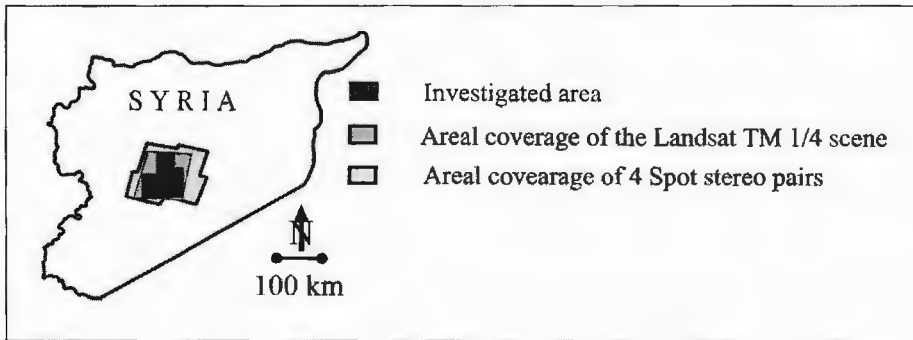 SYRIA
Investigated area
Areal coverage of the Landsat TM 1/4 scene
Areal covearage of 4 Spot stereo pairs
N
100 km